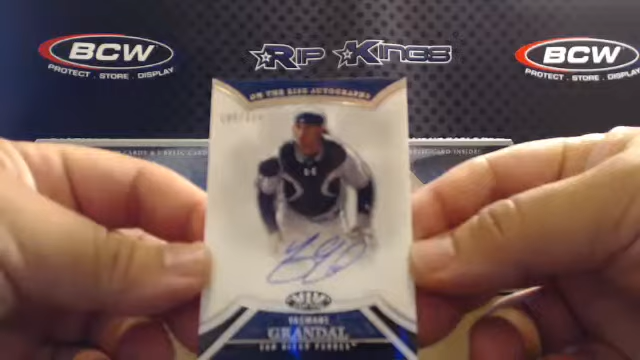 BCW
PROTECT . STORE . DISPLAY
RIP KINGS
BCW
PROTECT . STORE . DISPLAY
ON THE RISE AUTOGRAPHS
YASMANI
GRANDAL
SAN DIEGO PADRES